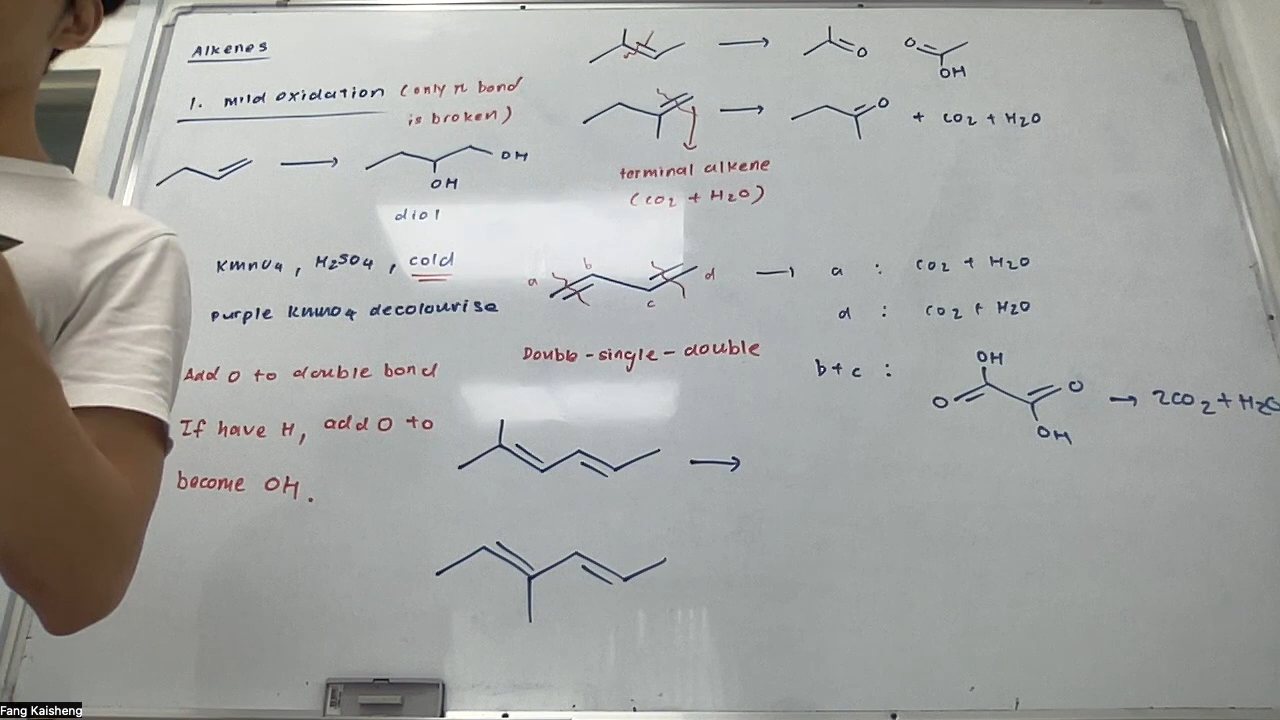 Alkenes
1. mild oxidation (only π bond
is broken)
OH
OH
diol
KMnO4, H2SO4, cold
purple KMnO4 decolourise
Add O to double bond
If have H, add O to
become OH.
O
O
OH
O
+ CO2 + H2O
terminal alkene
(CO2 + H2O)
a b c d
a : CO2 + H2O
d : CO2 + H2O
Double-single-double
b+c :
OH
O
O
OH
→ 2CO2 + H2O
Fang Kaisheng